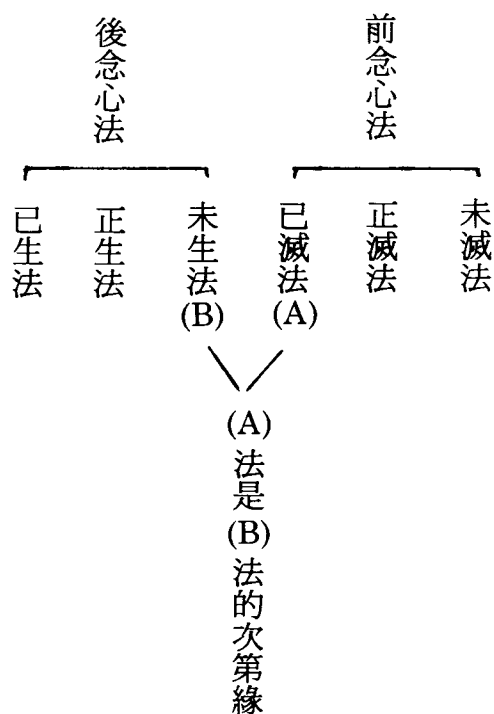 前念心法
未滅法
正滅法
已滅法(A)
後念心法
未生法(B)
正生法
已生法
(A)法是(B)法的次第緣